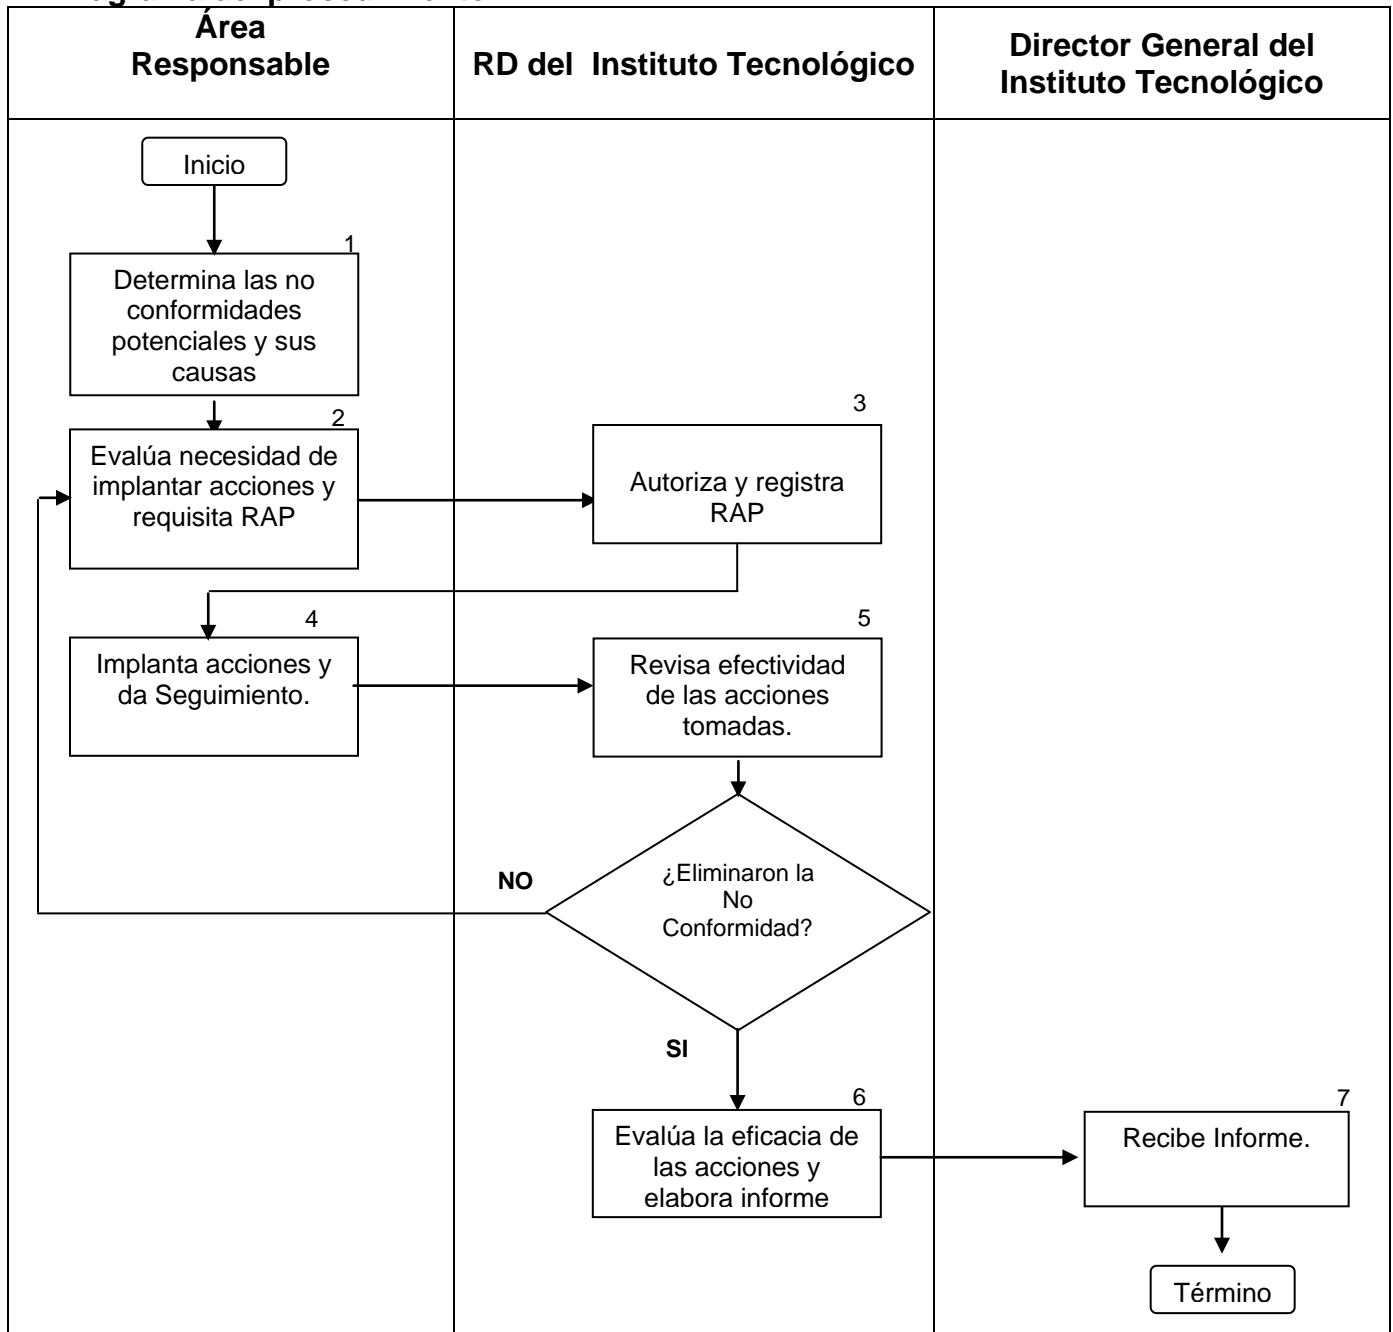 Área
Responsable
RD del Instituto Tecnológico
Director General del
Instituto Tecnológico
Inicio
1
Determina las no
conformidades
potenciales y sus
causas
2
Evalúa necesidad de
implantar acciones y
requisita RAP
3
Autoriza y registra
RAP
4
Implanta acciones y
da Seguimiento.
5
Revisa efectividad
de las acciones
tomadas.
¿Eliminaron la
No
Conformidad?
NO
SI
6
Evalúa la eficacia de
las acciones y
elabora informe
7
Recibe Informe.
Término